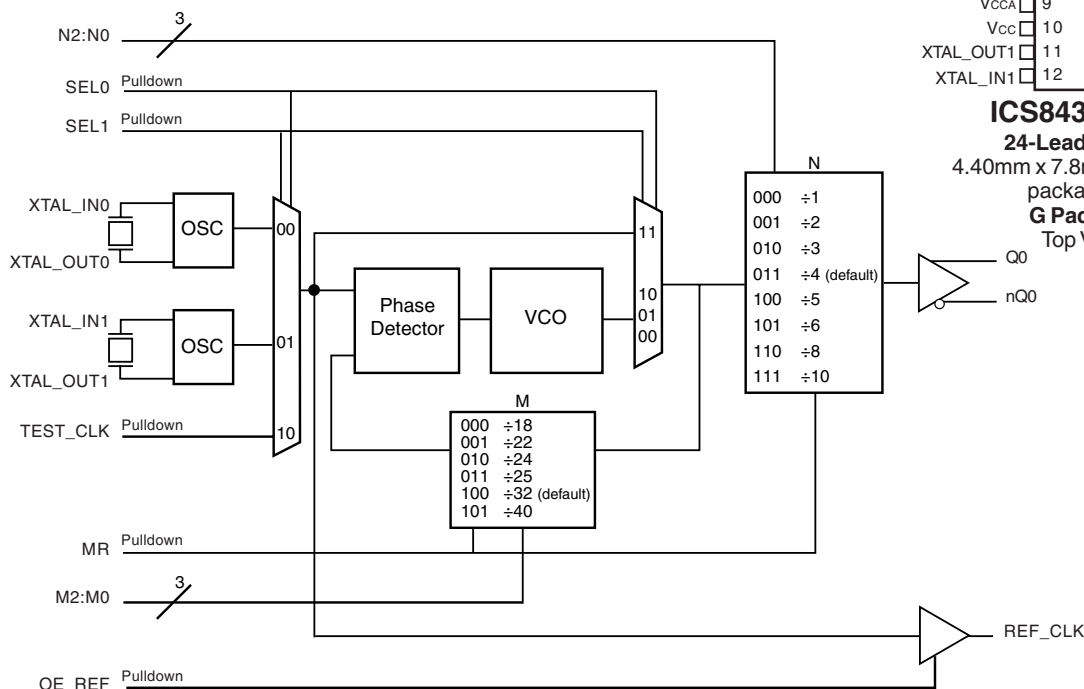 VCCA 9
VCC 10
XTAL_OUT1 11
XTAL_IN1 12
ICS843
24-Lead
4.40mm x 7.8
G Pac
Top
3
N2:N0
SEL0 Pulldown
SEL1 Pulldown
XTAL_IN0
OSC
XTAL_OUT0
XTAL_IN1
OSC
XTAL_OUT1
TEST_CLK Pulldown
00
01
10
Phase
Detector
VCO
11
10
01
00
N
000 ÷1
001 ÷2
010 ÷3
011 ÷4 (default)
100 ÷5
101 ÷6
110 ÷8
111 ÷10
Q0
nQ0
M
000 ÷18
001 ÷22
010 ÷24
011 ÷25
100 ÷32 (default)
101 ÷40
MR Pulldown
3
M2:M0
REF_CLK
OE_REF Pulldown